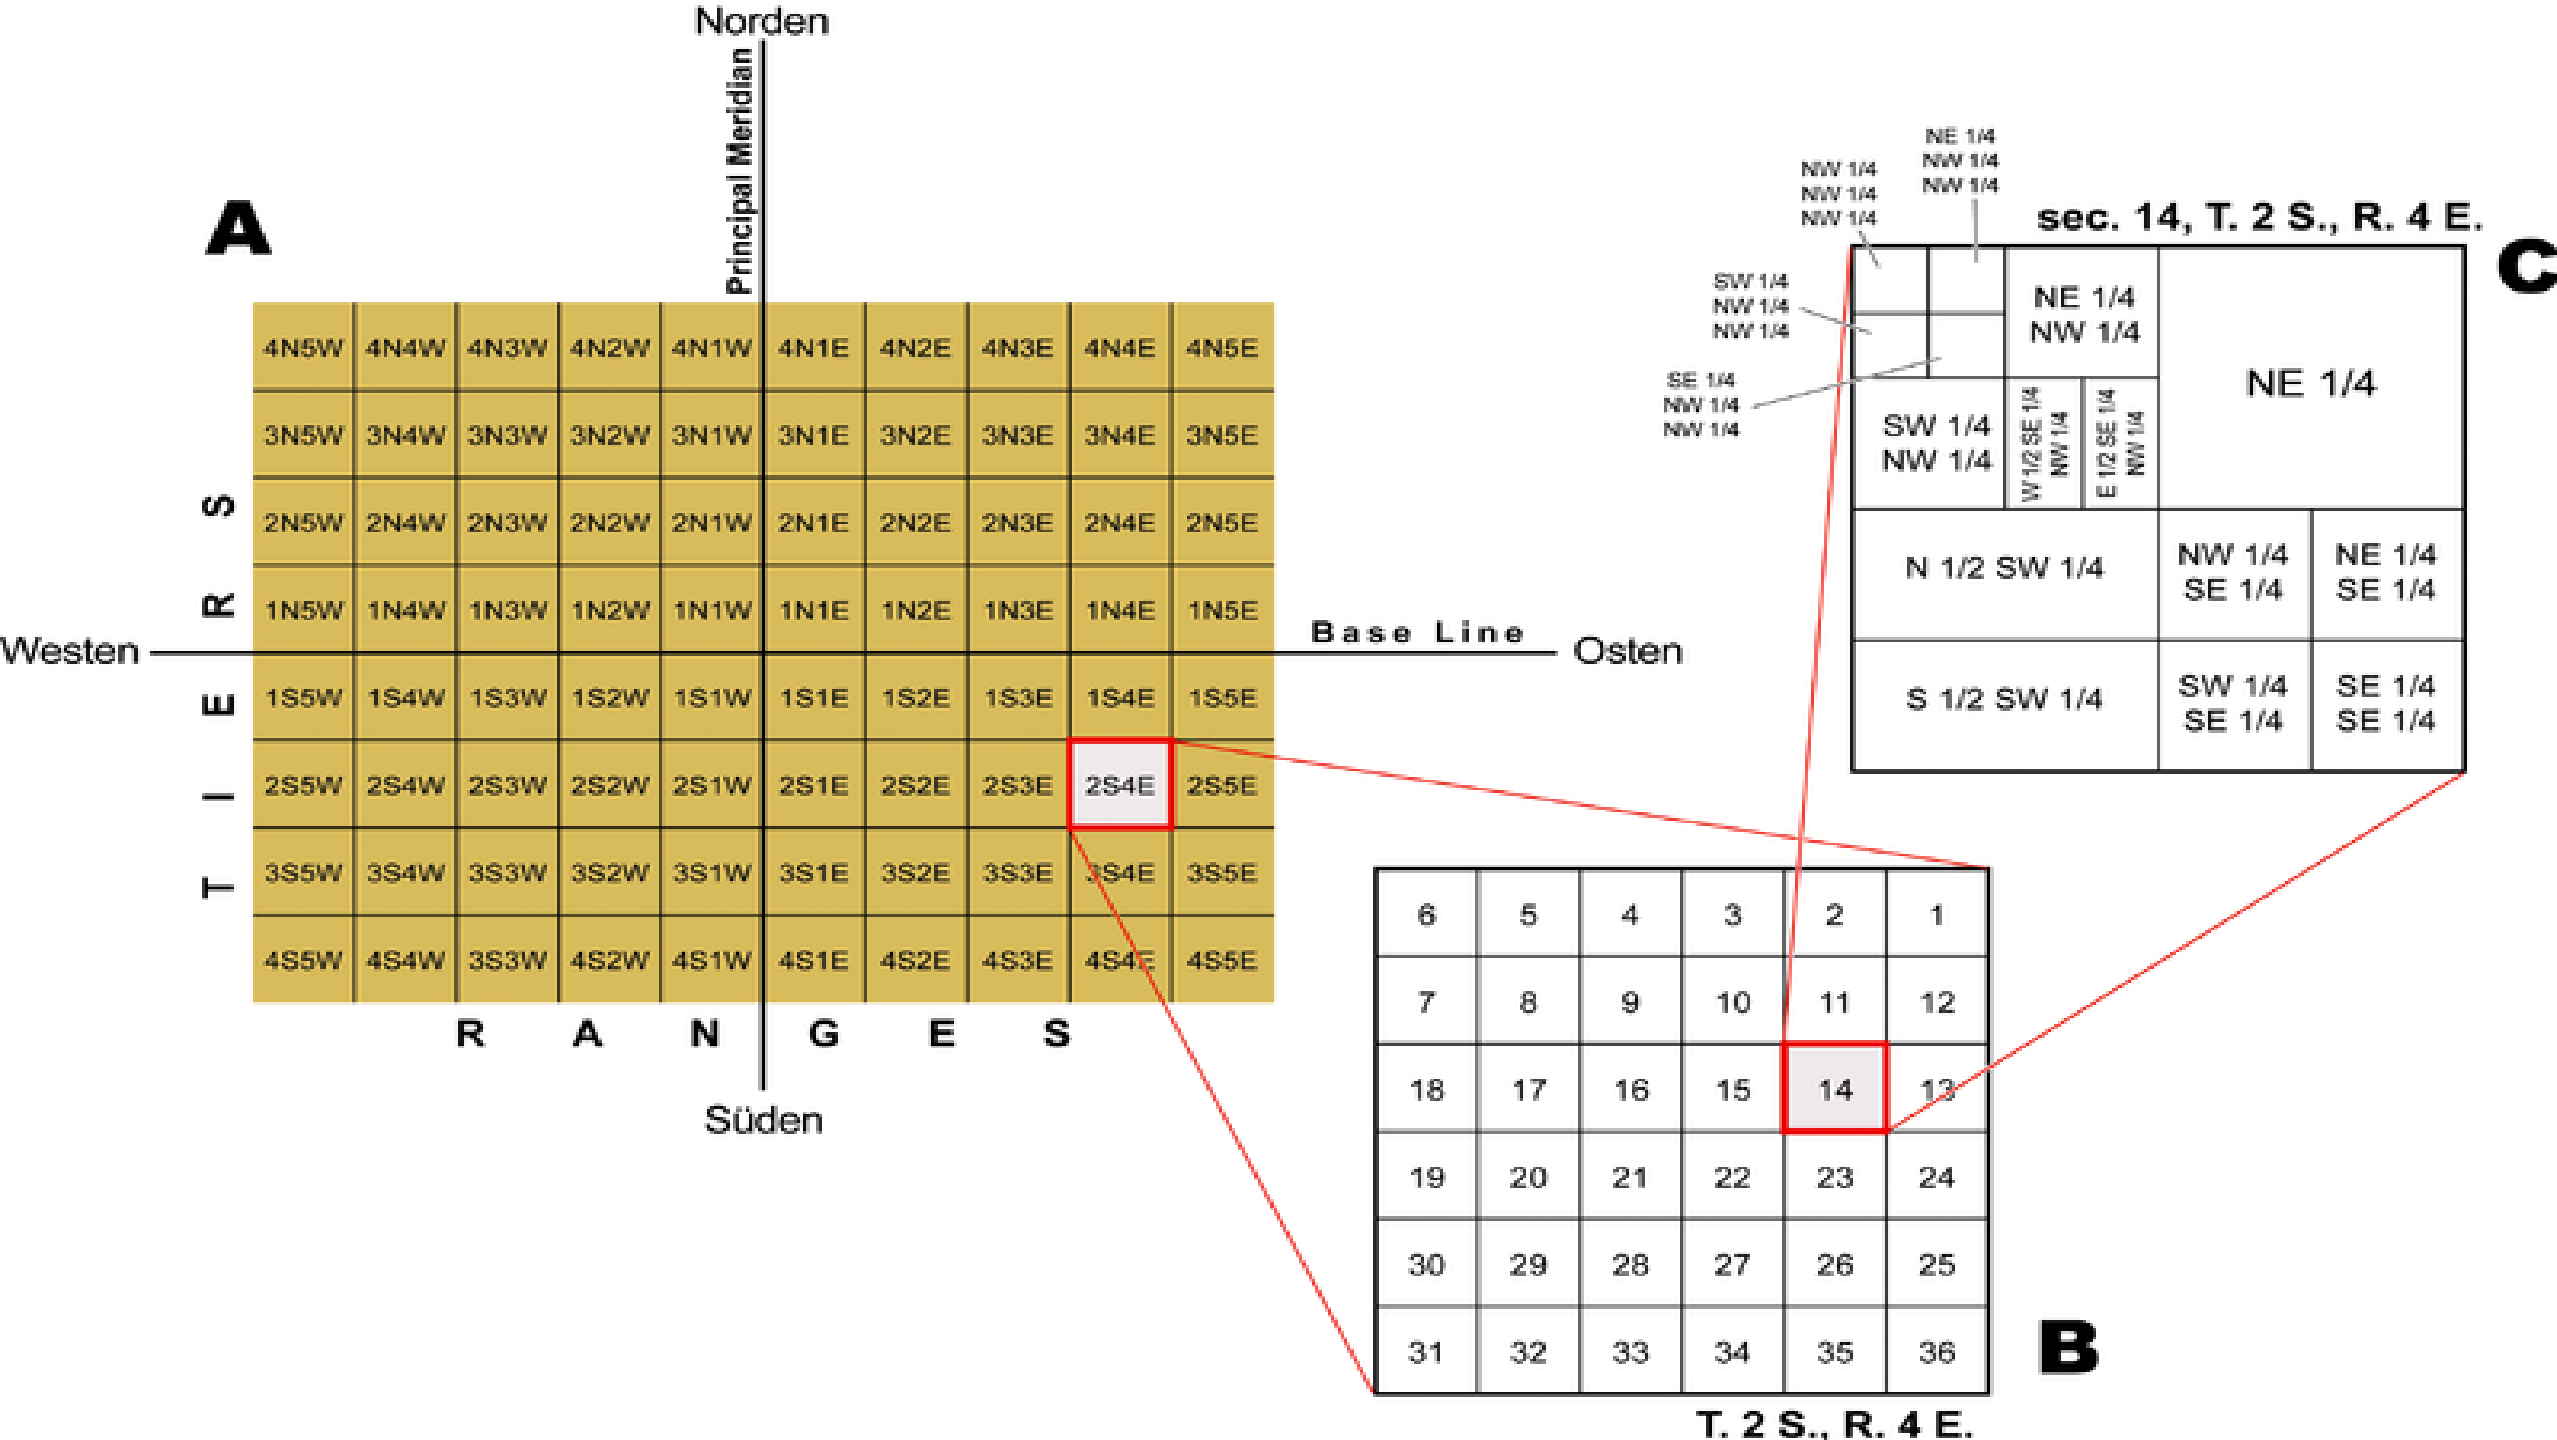 Norden
Principal Meridian
A
4N5W 4N4W 4N3W 4N2W 4N1W 4N1E 4N2E 4N3E 4N4E 4N5E
3N5W 3N4W 3N3W 3N2W 3N1W 3N1E 3N2E 3N3E 3N4E 3N5E
2N5W 2N4W 2N3W 2N2W 2N1W 2N1E 2N2E 2N3E 2N4E 2N5E
1N5W 1N4W 1N3W 1N2W 1N1W 1N1E 1N2E 1N3E 1N4E 1N5E
1S5W 1S4W 1S3W 1S2W 1S1W 1S1E 1S2E 1S3E 1S4E 1S5E
2S5W 2S4W 2S3W 2S2W 2S1W 2S1E 2S2E 2S3E 2S4E 2S5E
3S5W 3S4W 3S3W 3S2W 3S1W 3S1E 3S2E 3S3E 3S4E 3S5E
4S5W 4S4W 3S3W 4S2W 4S1W 4S1E 4S2E 4S3E 4S4E 4S5E
TIERS
RANGES
Westen
Base Line
Osten
Süden
NE 1/4
NW 1/4
NW 1/4
NW 1/4
NW 1/4
NW 1/4
SW 1/4
NW 1/4
NW 1/4
SE 1/4
NW 1/4
NW 1/4
sec. 14, T. 2 S., R. 4 E.
C
NE 1/4
NW 1/4
NE 1/4
SW 1/4
NW 1/4
W 1/2 SE 1/4
NW 1/4
E 1/2 SE 1/4
NW 1/4
N 1/2 SW 1/4
NW 1/4
SE 1/4
NE 1/4
SE 1/4
S 1/2 SW 1/4
SW 1/4
SE 1/4
SE 1/4
SE 1/4
6 5 4 3 2 1
7 8 9 10 11 12
18 17 16 15 14 13
19 20 21 22 23 24
30 29 28 27 26 25
31 32 33 34 35 36
B
T. 2 S., R. 4 E.